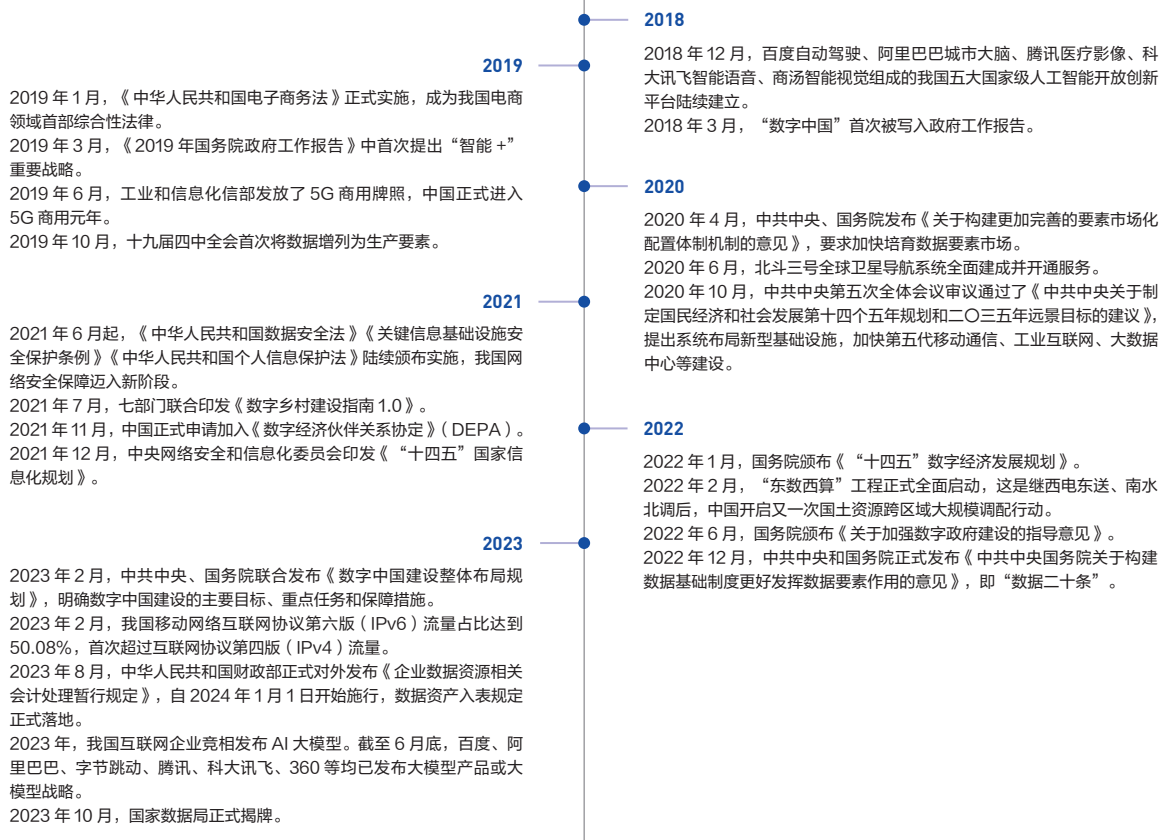 2018
2018 年 12 月，百度自动驾驶、阿里巴巴城市大脑、腾讯医疗影像、科
大讯飞智能语音、商汤智能视觉组成的我国五大国家级人工智能开放创新
平台陆续建立。
2018 年 3 月，“数字中国”首次被写入政府工作报告。
2019
2019 年 1 月，《中华人民共和国电子商务法》正式实施，成为我国电商
领域首部综合性法律。
2019 年 3 月，《2019 年国务院政府工作报告》中首次提出“智能 +”
重要战略。
2019 年 6 月，工业和信息化信部发放了 5G 商用牌照，中国正式进入
5G 商用元年。
2019 年 10 月，十九届四中全会首次将数据增列为生产要素。
2020
2020 年 4 月，中共中央、国务院发布《关于构建更加完善的要素市场化
配置体制机制的意见》，要求加快培育数据要素市场。
2020 年 6 月，北斗三号全球卫星导航系统全面建成并开通服务。
2020 年 10 月，中共中央第五次全体会议审议通过了《中共中央关于制
定国民经济和社会发展第十四个五年规划和二〇三五年远景目标的建议》，
提出系统布局新型基础设施，加快第五代移动通信、工业互联网、大数据
中心等建设。
2021
2021 年 6 月起，《中华人民共和国数据安全法》《关键信息基础设施安
全保护条例》《中华人民共和国个人信息保护法》陆续颁布实施，我国网
络安全保障迈入新阶段。
2021 年 7 月，七部门联合印发《数字乡村建设指南 1.0》。
2021 年 11 月，中国正式申请加入《数字经济伙伴关系协定》（DEPA）。
2021 年 12 月，中央网络安全和信息化委员会印发《“十四五”国家信
息化规划》。
2022
2022 年 1 月，国务院颁布《“十四五”数字经济发展规划》。
2022 年 2 月，“东数西算”工程正式全面启动，这是继西电东送、南水
北调后，中国开启又一次国土资源跨区域大规模调配行动。
2022 年 6 月，国务院颁布《关于加强数字政府建设的指导意见》。
2022 年 12 月，中共中央和国务院正式发布《中共中央国务院关于构建
数据基础制度更好发挥数据要素作用的意见》，即“数据二十条”。
2023
2023 年 2 月，中共中央、国务院联合发布《数字中国建设整体布局规
划》，明确数字中国建设的主要目标、重点任务和保障措施。
2023 年 2 月，我国移动网络互联网协议第六版（IPv6）流量占比达到
50.08%，首次超过互联网协议第四版（IPv4）流量。
2023 年 8 月，中华人民共和国财政部正式对外发布《企业数据资源相关
会计处理暂行规定》，自 2024 年 1 月 1 日开始施行，数据资产入表规定
正式落地。
2023 年，我国互联网企业竞相发布 AI 大模型。截至 6 月底，百度、阿
里巴巴、字节跳动、腾讯、科大讯飞、360 等均已发布大模型产品或大
模型战略。
2023 年 10 月，国家数据局正式揭牌。